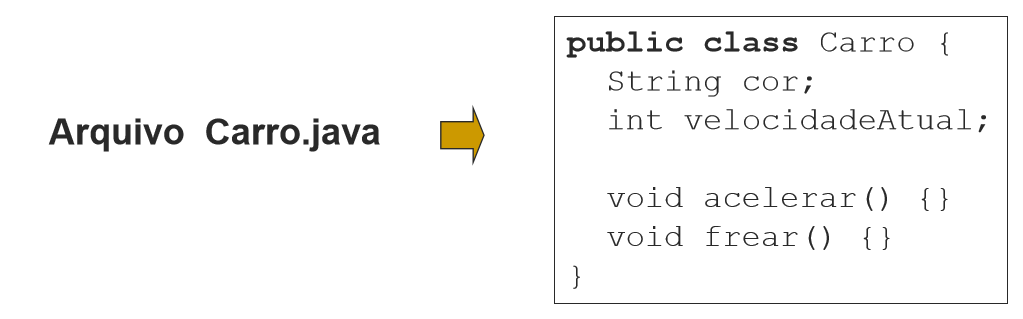 Arquivo Carro.java
public class Carro {
String cor;
int velocidadeAtual;
void acelerar() {}
void frear() {}
}